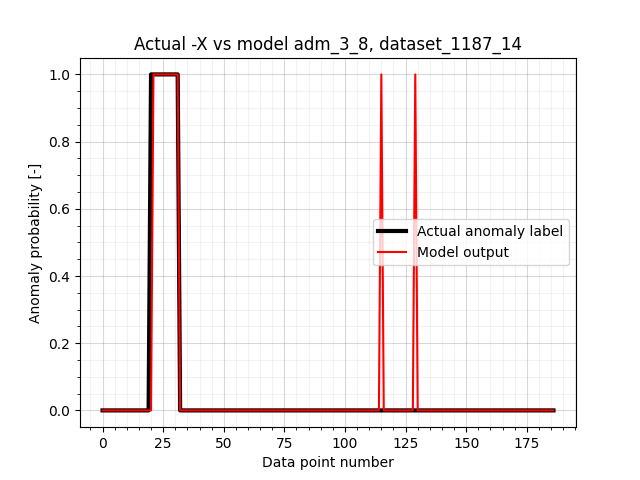 Actual -X vs model adm_3_8, dataset_1187_14
1.0
0.8
0.6
0.4
0.2
0.0
Anomaly probability [-]
Actual anomaly label
Model output
0 25 50 75 100 125 150 175
Data point number